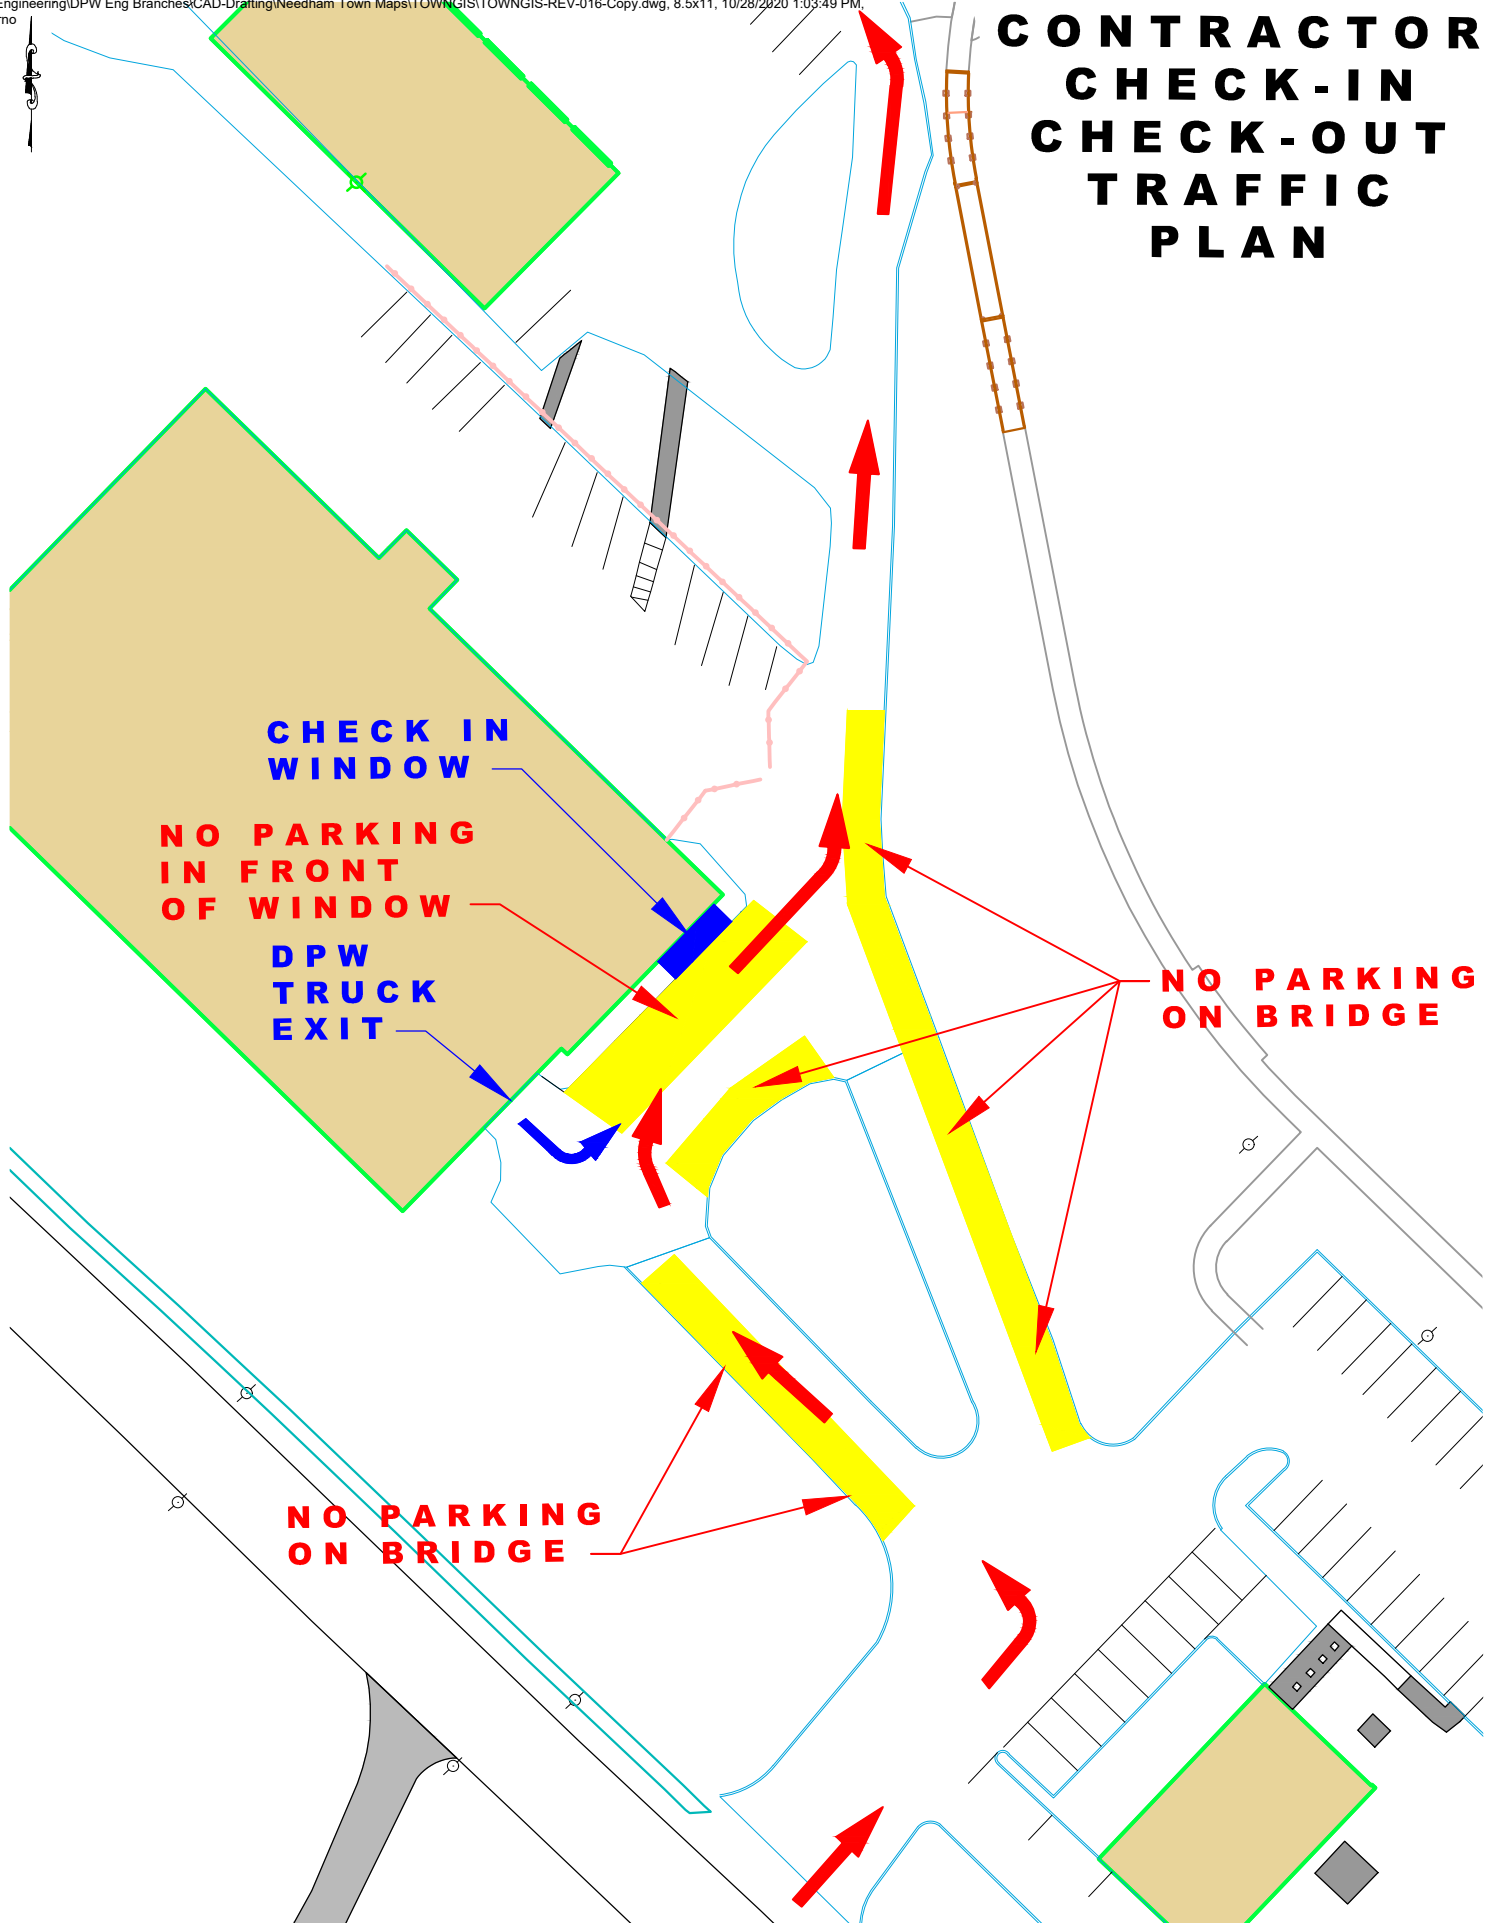 Engineering\DPW Eng Branches\CAD-Drafting\Needham Town Maps\TOWNGIS\TOWNGIS-REV-016-Copy.dwg, 8.5x11, 10/28/2020 1:03:49 PM,
rno
CONTRACTOR
CHECK-IN
CHECK-OUT
TRAFFIC
PLAN
CHECK IN
WINDOW
NO PARKING
IN FRONT
OF WINDOW
DPW
TRUCK
EXIT
NO PARKING
ON BRIDGE
NO PARKING
ON BRIDGE